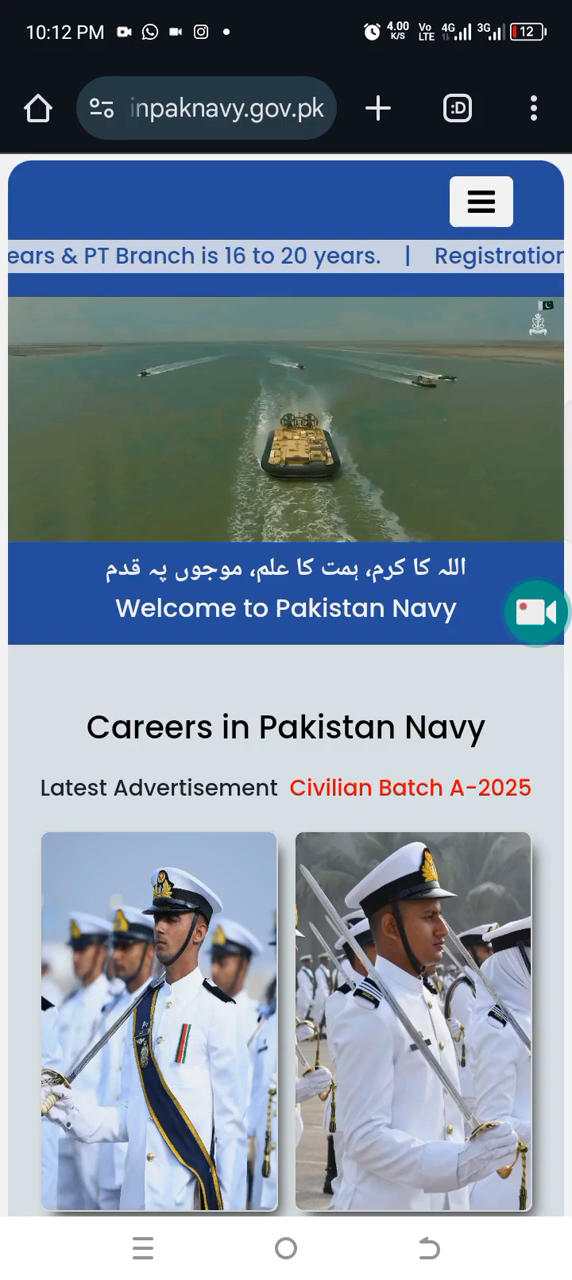 10:12 PM 4.00 K/S Vo LTE 4G 3G 12
inpaknavy.gov.pk :D
ears & PT Branch is 16 to 20 years. | Registration
اللہ کا کرم، ہمت کا علم، موجوں پہ قدم
Welcome to Pakistan Navy
Careers in Pakistan Navy
Latest Advertisement Civilian Batch A-2025